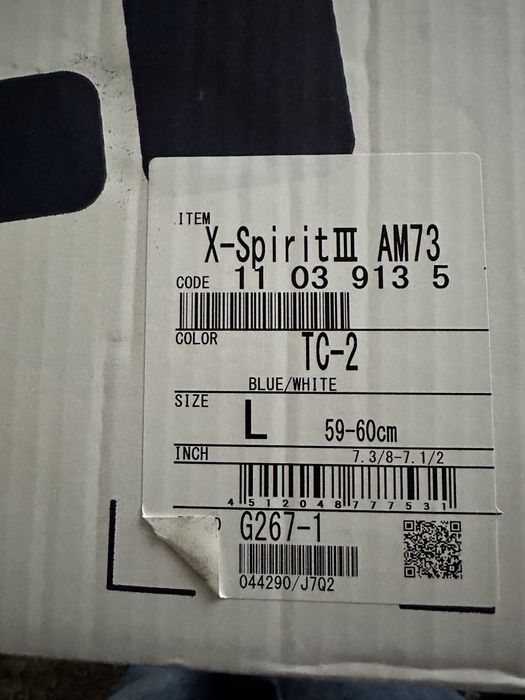 ITEM
X-SpiritⅢ AM73
CODE 11 03 913 5
COLOR
TC-2
BLUE/WHITE
SIZE
L 59-60cm
INCH 7.3/8-7.1/2
4 512048 777531
G267-1
044290/J7Q2